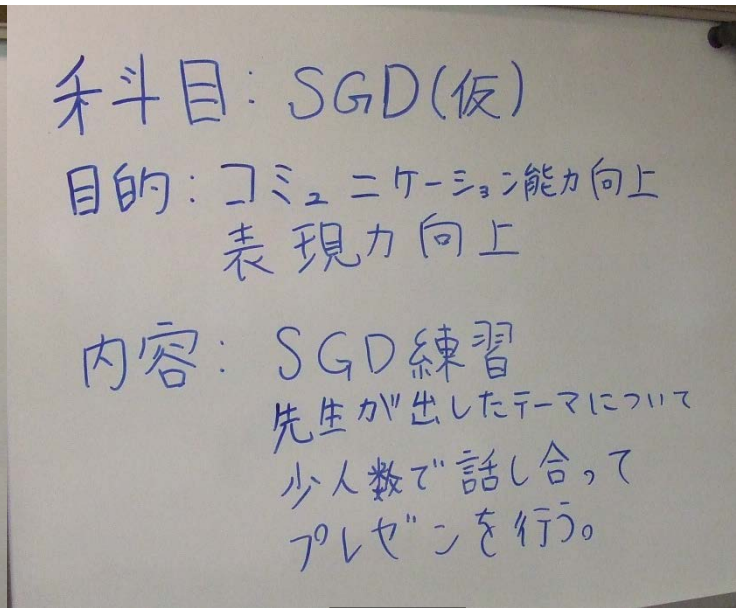 科目: SGD(仮)
目的: コミュニケーション能力向上
表現力向上
内容: SGD練習
先生が出したテーマについて
少人数で話し合って
プレゼンを行う。